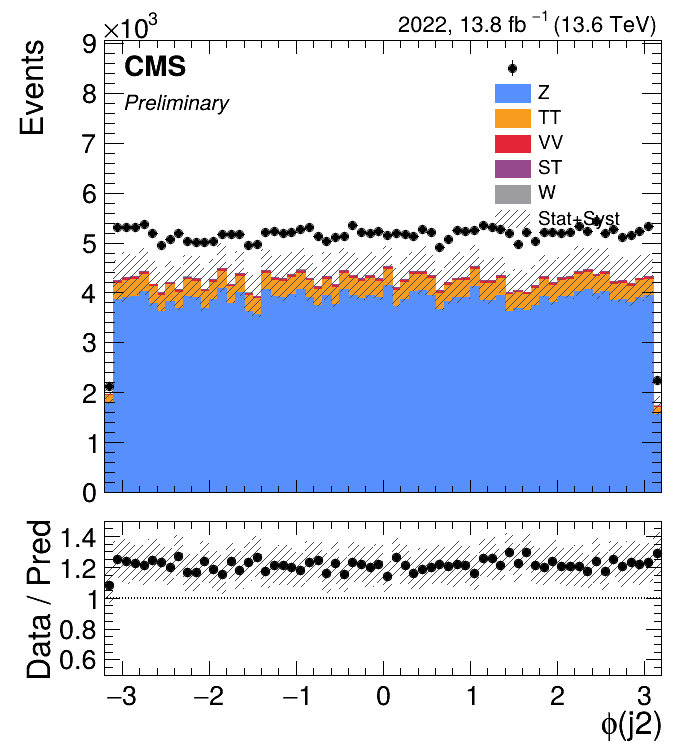 ×10³
2022, 13.8 fb ⁻¹ (13.6 TeV)
Events
CMS
Preliminary
Z
TT
VV
ST
W
Stat+Syst
9
8
7
6
5
4
3
2
1
0
Data / Pred
1.4
1.2
1
0.8
0.6
−3 −2 −1 0 1 2 3
ϕ(j2)